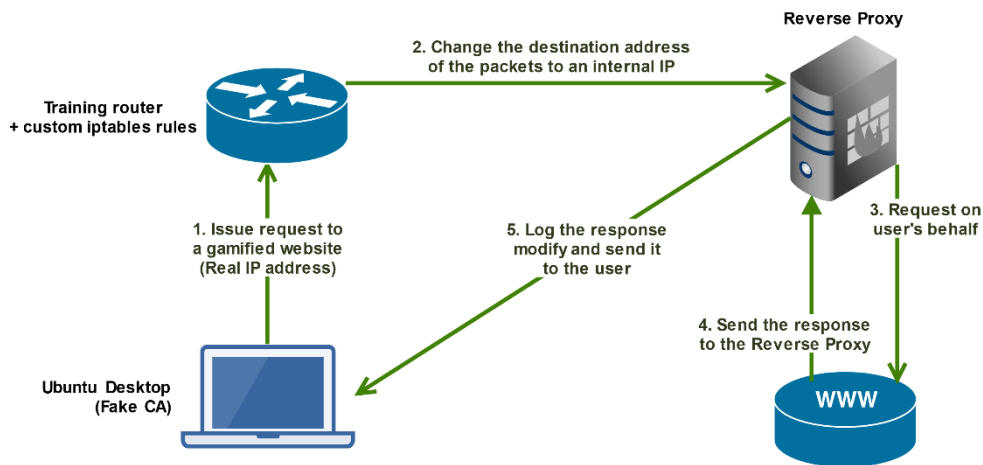 Reverse Proxy
2. Change the destination address
of the packets to an internal IP
Training router
+ custom iptables rules
1. Issue request to
a gamified website
(Real IP address)
5. Log the response
modify and send it
to the user
3. Request on
user's behalf
4. Send the response
to the Reverse Proxy
Ubuntu Desktop
(Fake CA)
WWW